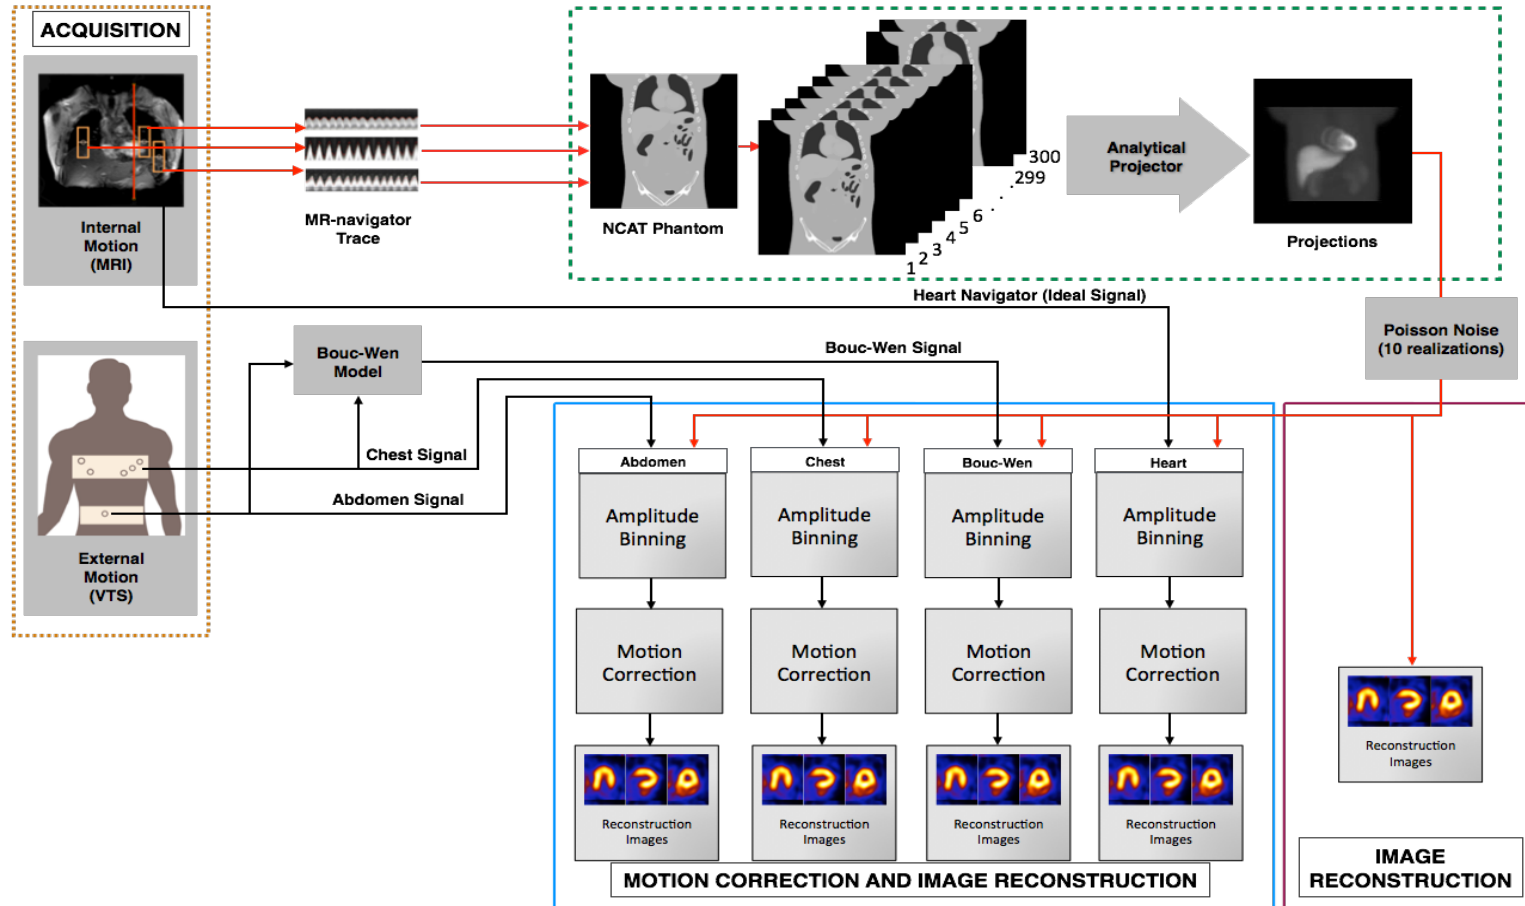 ACQUISITION
Internal
Motion
(MRI)
MR-navigator
Trace
NCAT Phantom
1 2 3 4 5 6 . . . 299
300
Analytical
Projector
Projections
Heart Navigator (Ideal Signal)
Poisson Noise
(10 realizations)
Bouc-Wen
Model
Bouc-Wen Signal
Chest Signal
Abdomen Signal
External
Motion
(VTS)
Abdomen
Chest
Bouc-Wen
Heart
Amplitude
Binning
Amplitude
Binning
Amplitude
Binning
Amplitude
Binning
Motion
Correction
Motion
Correction
Motion
Correction
Motion
Correction
Reconstruction
Images
Reconstruction
Images
Reconstruction
Images
Reconstruction
Images
MOTION CORRECTION AND IMAGE RECONSTRUCTION
Reconstruction
Images
IMAGE
RECONSTRUCTION